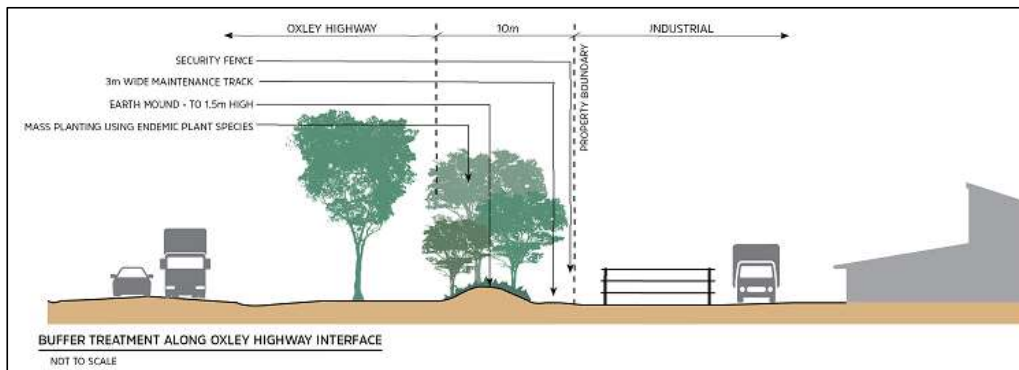 OXLEY HIGHWAY
10m
INDUSTRIAL
SECURITY FENCE
3m WIDE MAINTENANCE TRACK
EARTH MOUND - TO 1.5m HIGH
MASS PLANTING USING ENDEMIC PLANT SPECIES
PROPERTY BOUNDARY
BUFFER TREATMENT ALONG OXLEY HIGHWAY INTERFACE
NOT TO SCALE